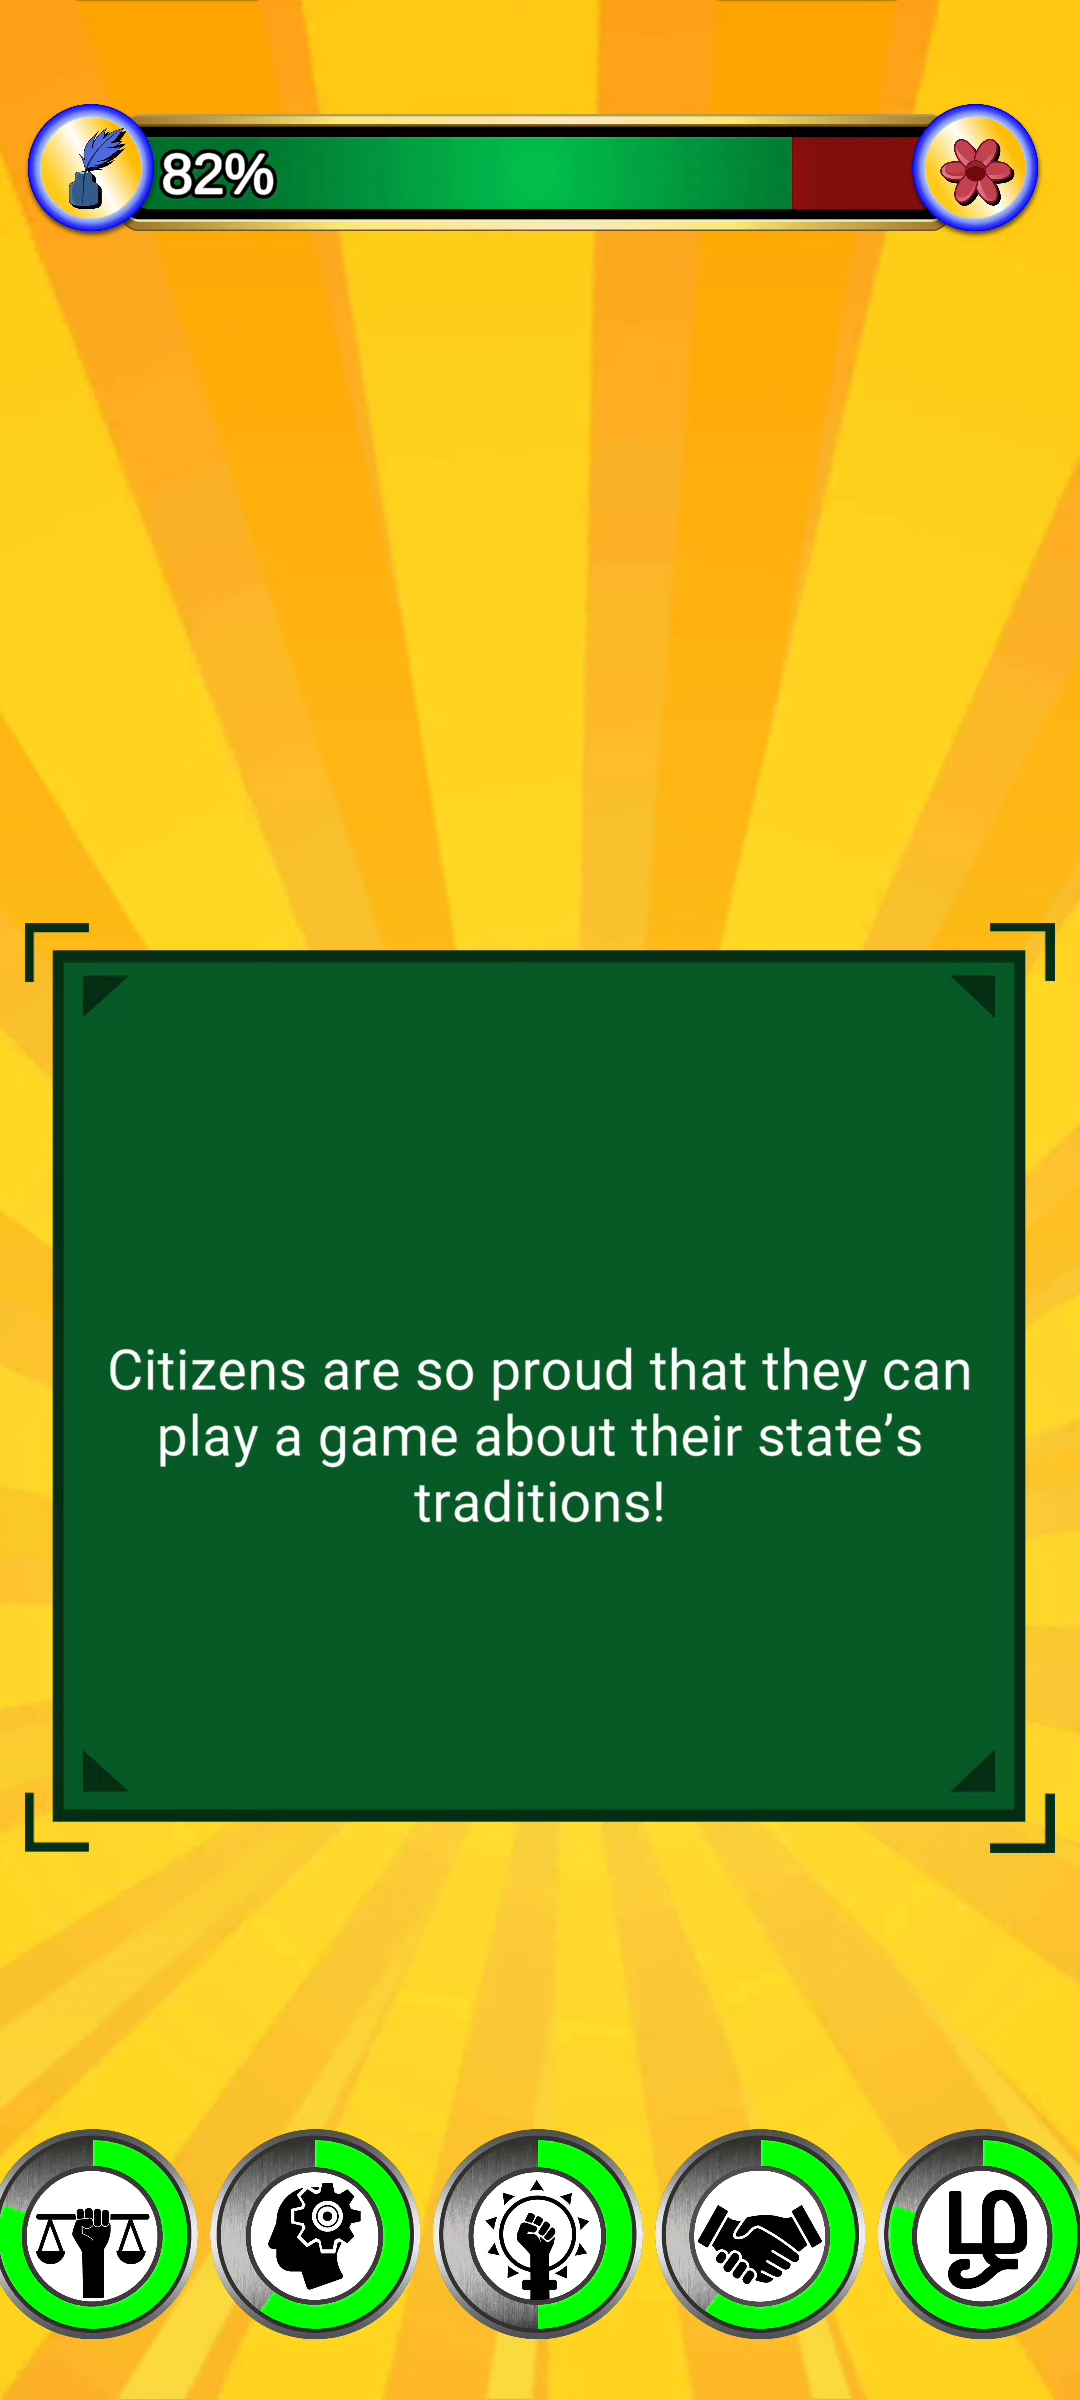 82%
Citizens are so proud that they can
play a game about their state’s
traditions!